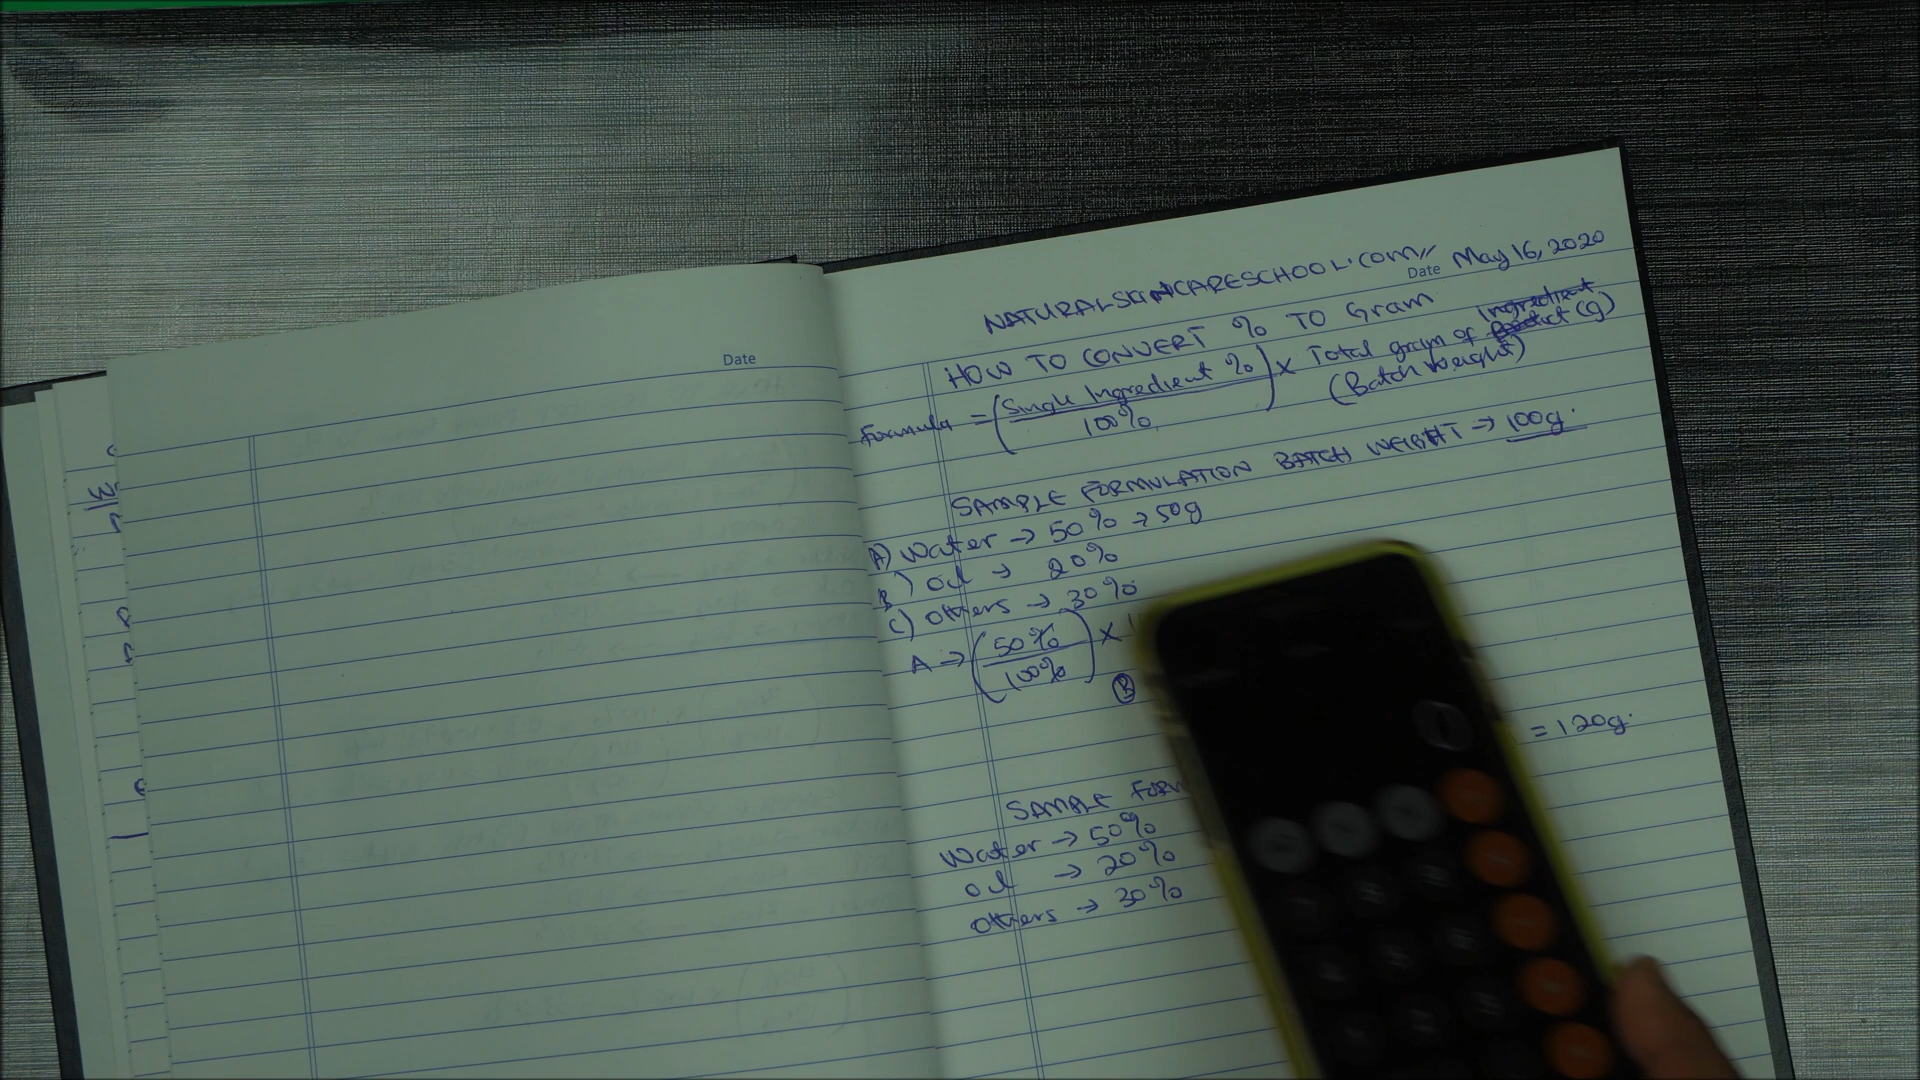 Date
NATURALSKINCARESCHOOL.COM//
Date May 16, 2020
HOW TO CONVERT % TO Gram
Formula = (Single Ingredient % / 100%) × Total gram of Ingredient (g)
(Batch weight)
SAMPLE FORMULATION BATCH WEIGHT → 100g.
A) Water → 50% → 50g
B) Oil → 20%
C) Others → 30%
A → (50% / 100%) ×
B
= 120g.
SAMPLE
Water → 50%
Oil → 20%
Others → 30%